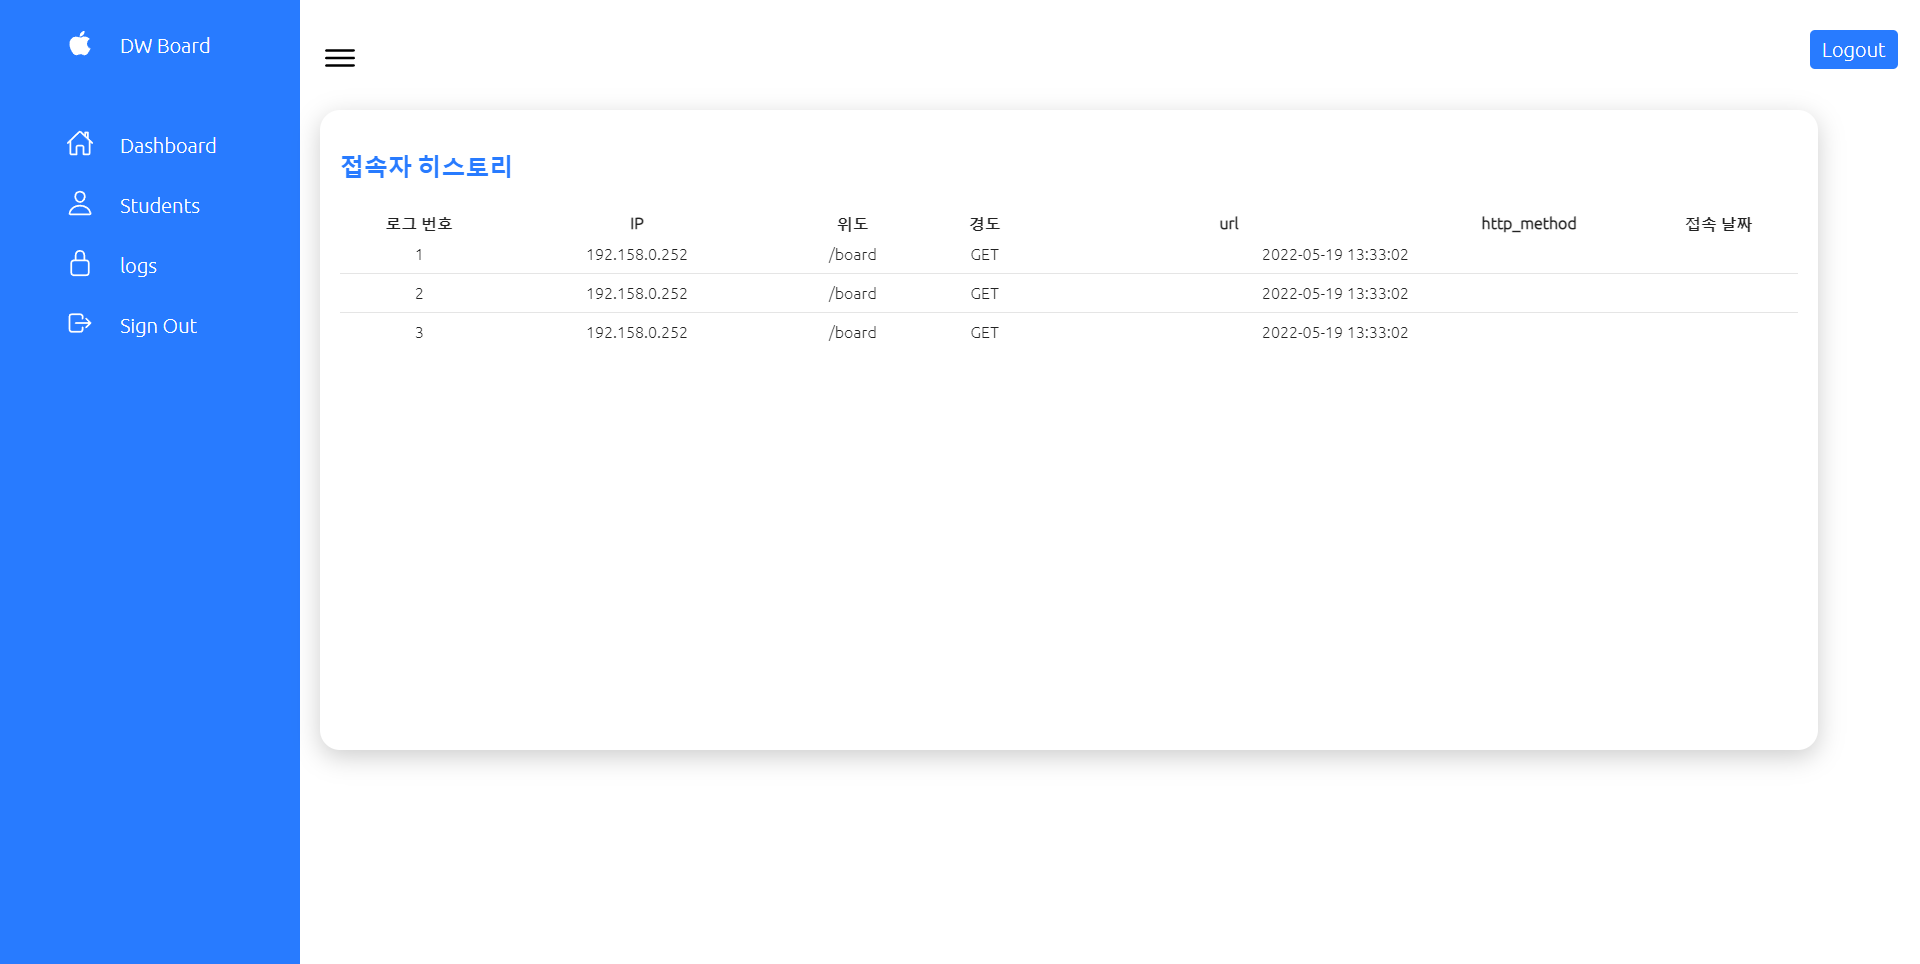 DW Board
Dashboard
Students
logs
Sign Out
Logout
접속자 히스토리
로그 번호 IP 위도 경도 url http_method 접속 날짜
1 192.158.0.252 /board GET 2022-05-19 13:33:02
2 192.158.0.252 /board GET 2022-05-19 13:33:02
3 192.158.0.252 /board GET 2022-05-19 13:33:02